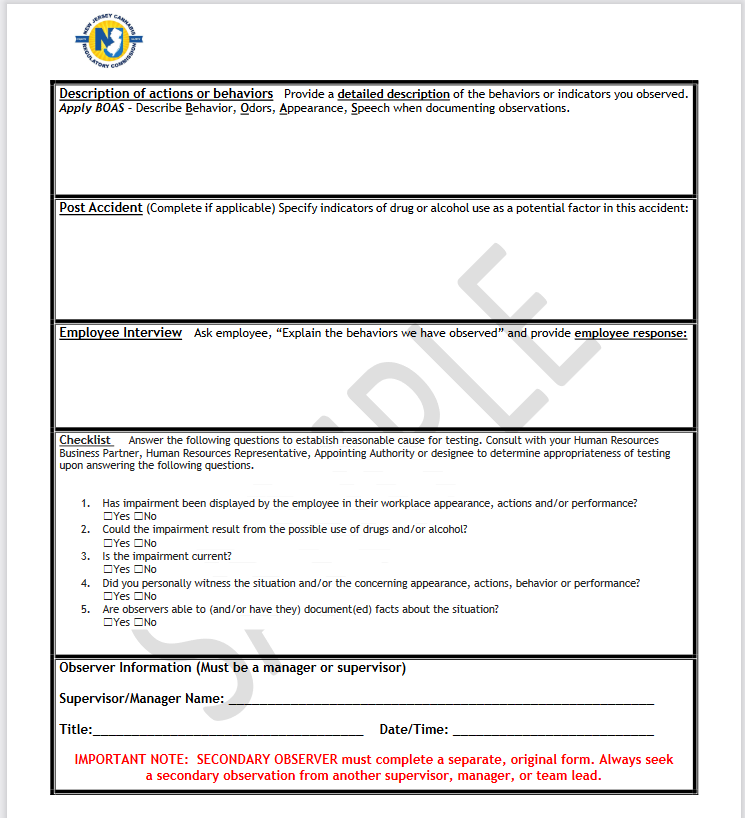 NEW JERSEY CANNABIS
REGULATORY COMMISSION
Description of actions or behaviors Provide a detailed description of the behaviors or indicators you observed.
Apply BOAS – Describe Behavior, Odors, Appearance, Speech when documenting observations.
Post Accident (Complete if applicable) Specify indicators of drug or alcohol use as a potential factor in this accident:
Employee Interview Ask employee, “Explain the behaviors we have observed” and provide employee response:
Checklist Answer the following questions to establish reasonable cause for testing. Consult with your Human Resources
Business Partner, Human Resources Representative, Appointing Authority or designee to determine appropriateness of testing
upon answering the following questions.
1. Has impairment been displayed by the employee in their workplace appearance, actions and/or performance?
☐Yes ☐No
2. Could the impairment result from the possible use of drugs and/or alcohol?
☐Yes ☐No
3. Is the impairment current?
☐Yes ☐No
4. Did you personally witness the situation and/or the concerning appearance, actions, behavior or performance?
☐Yes ☐No
5. Are observers able to (and/or have they) document(ed) facts about the situation?
☐Yes ☐No
Observer Information (Must be a manager or supervisor)
Supervisor/Manager Name: ____________________
Title:____________________ Date/Time: ____________________
IMPORTANT NOTE: SECONDARY OBSERVER must complete a separate, original form. Always seek
a secondary observation from another supervisor, manager, or team lead.
SAMPLE